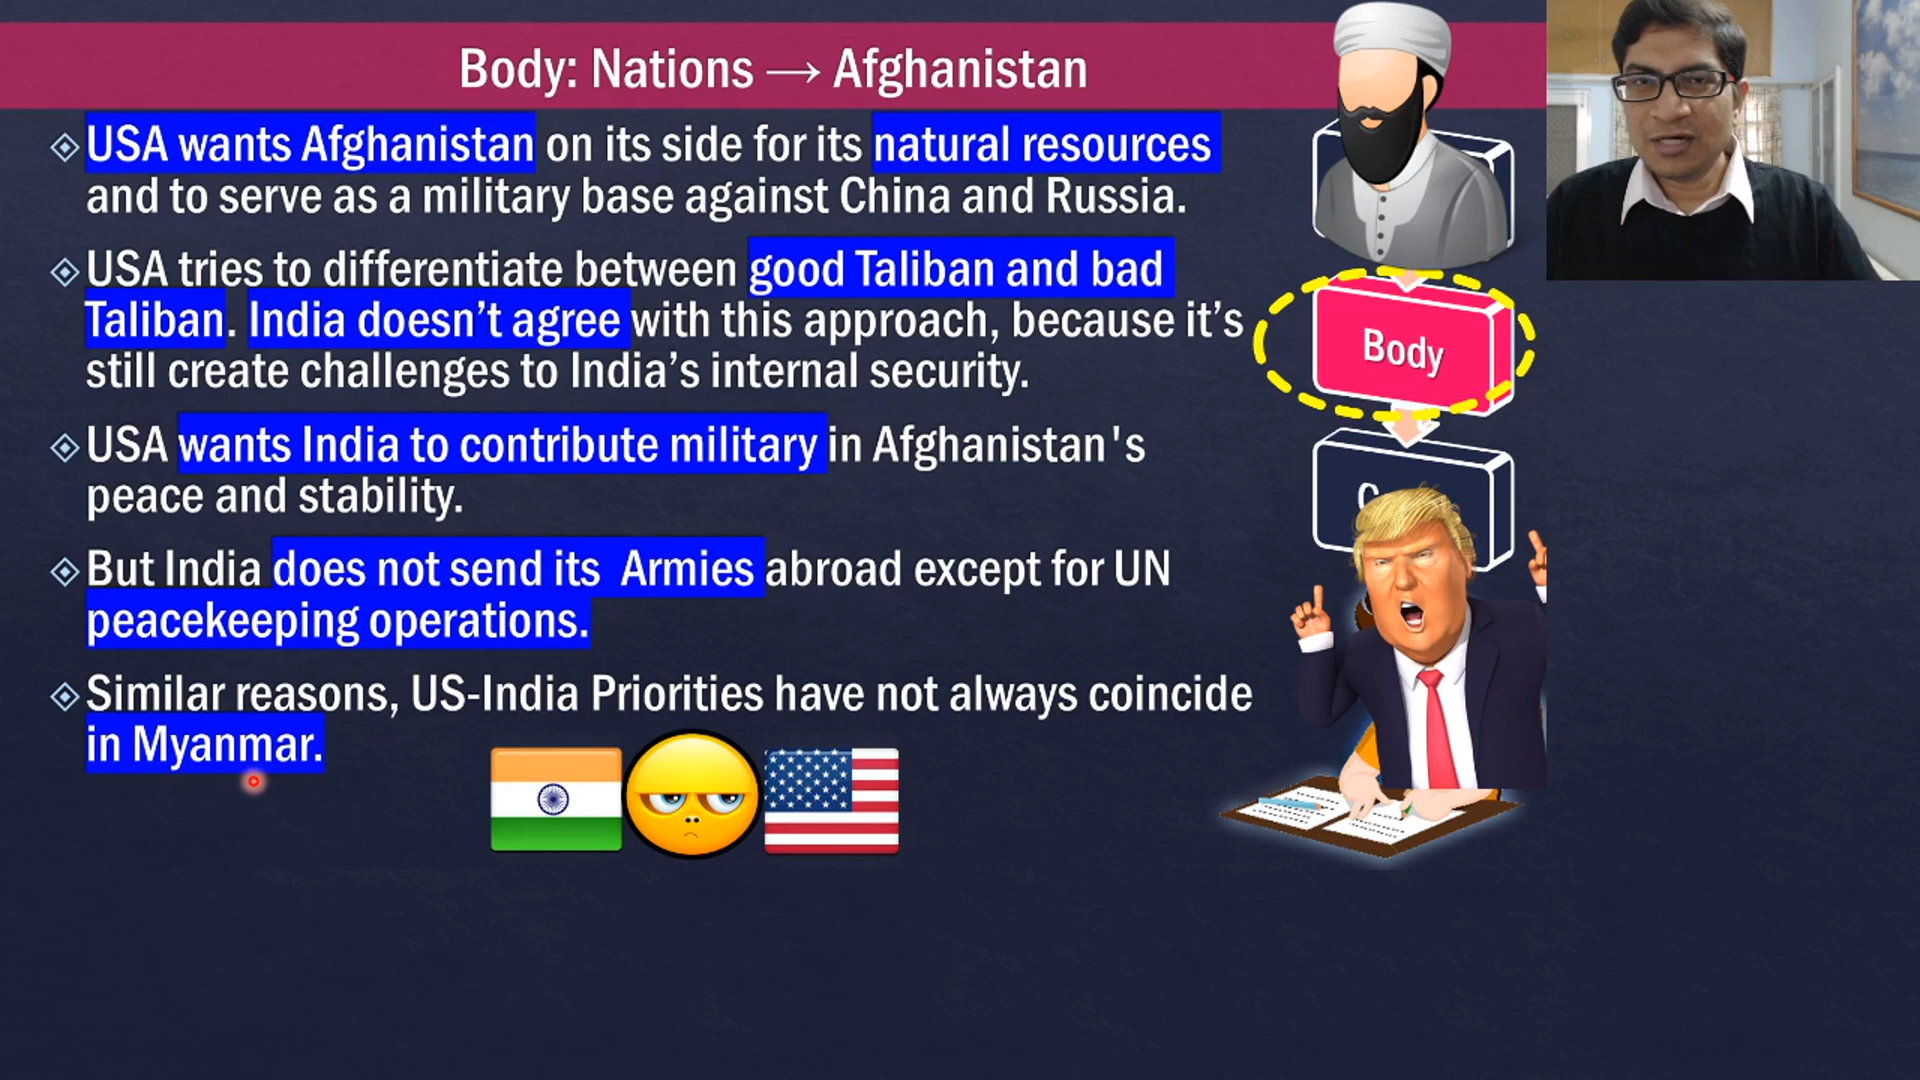 Body: Nations → Afghanistan
USA wants Afghanistan on its side for its natural resources
and to serve as a military base against China and Russia.
USA tries to differentiate between good Taliban and bad
Taliban. India doesn’t agree with this approach, because it’s
still create challenges to India’s internal security.
USA wants India to contribute military in Afghanistan's
peace and stability.
But India does not send its  Armies abroad except for UN
peacekeeping operations.
Similar reasons, US-India Priorities have not always coincide
in Myanmar.
Body